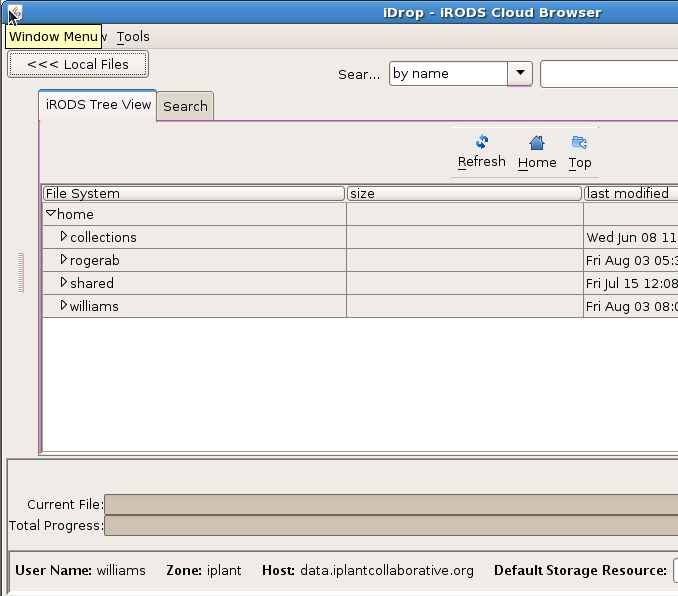 iDrop - iRODS Cloud Browser
Window Menu w Tools
<<< Local Files
Sear... by name
iRODS Tree View Search
Refresh Home Top
File System size last modified
home
collections Wed Jun 08 11
rogerab Fri Aug 03 05:3
shared Fri Jul 15 12:08
williams Fri Aug 03 08:0
Current File:
Total Progress:
User Name: williams Zone: iplant Host: data.iplantcollaborative.org Default Storage Resource: